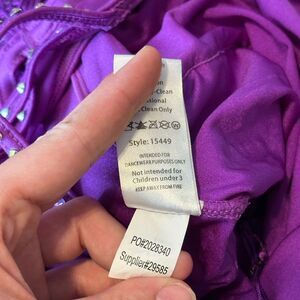 -Clean
Clean Only
Style: 15449
INTENDED FOR
DANCEWEAR PURPOSES ONLY
Not intended for
Children under 3
KEEP AWAY FROM FIRE
PO#2028340
Supplier#29585